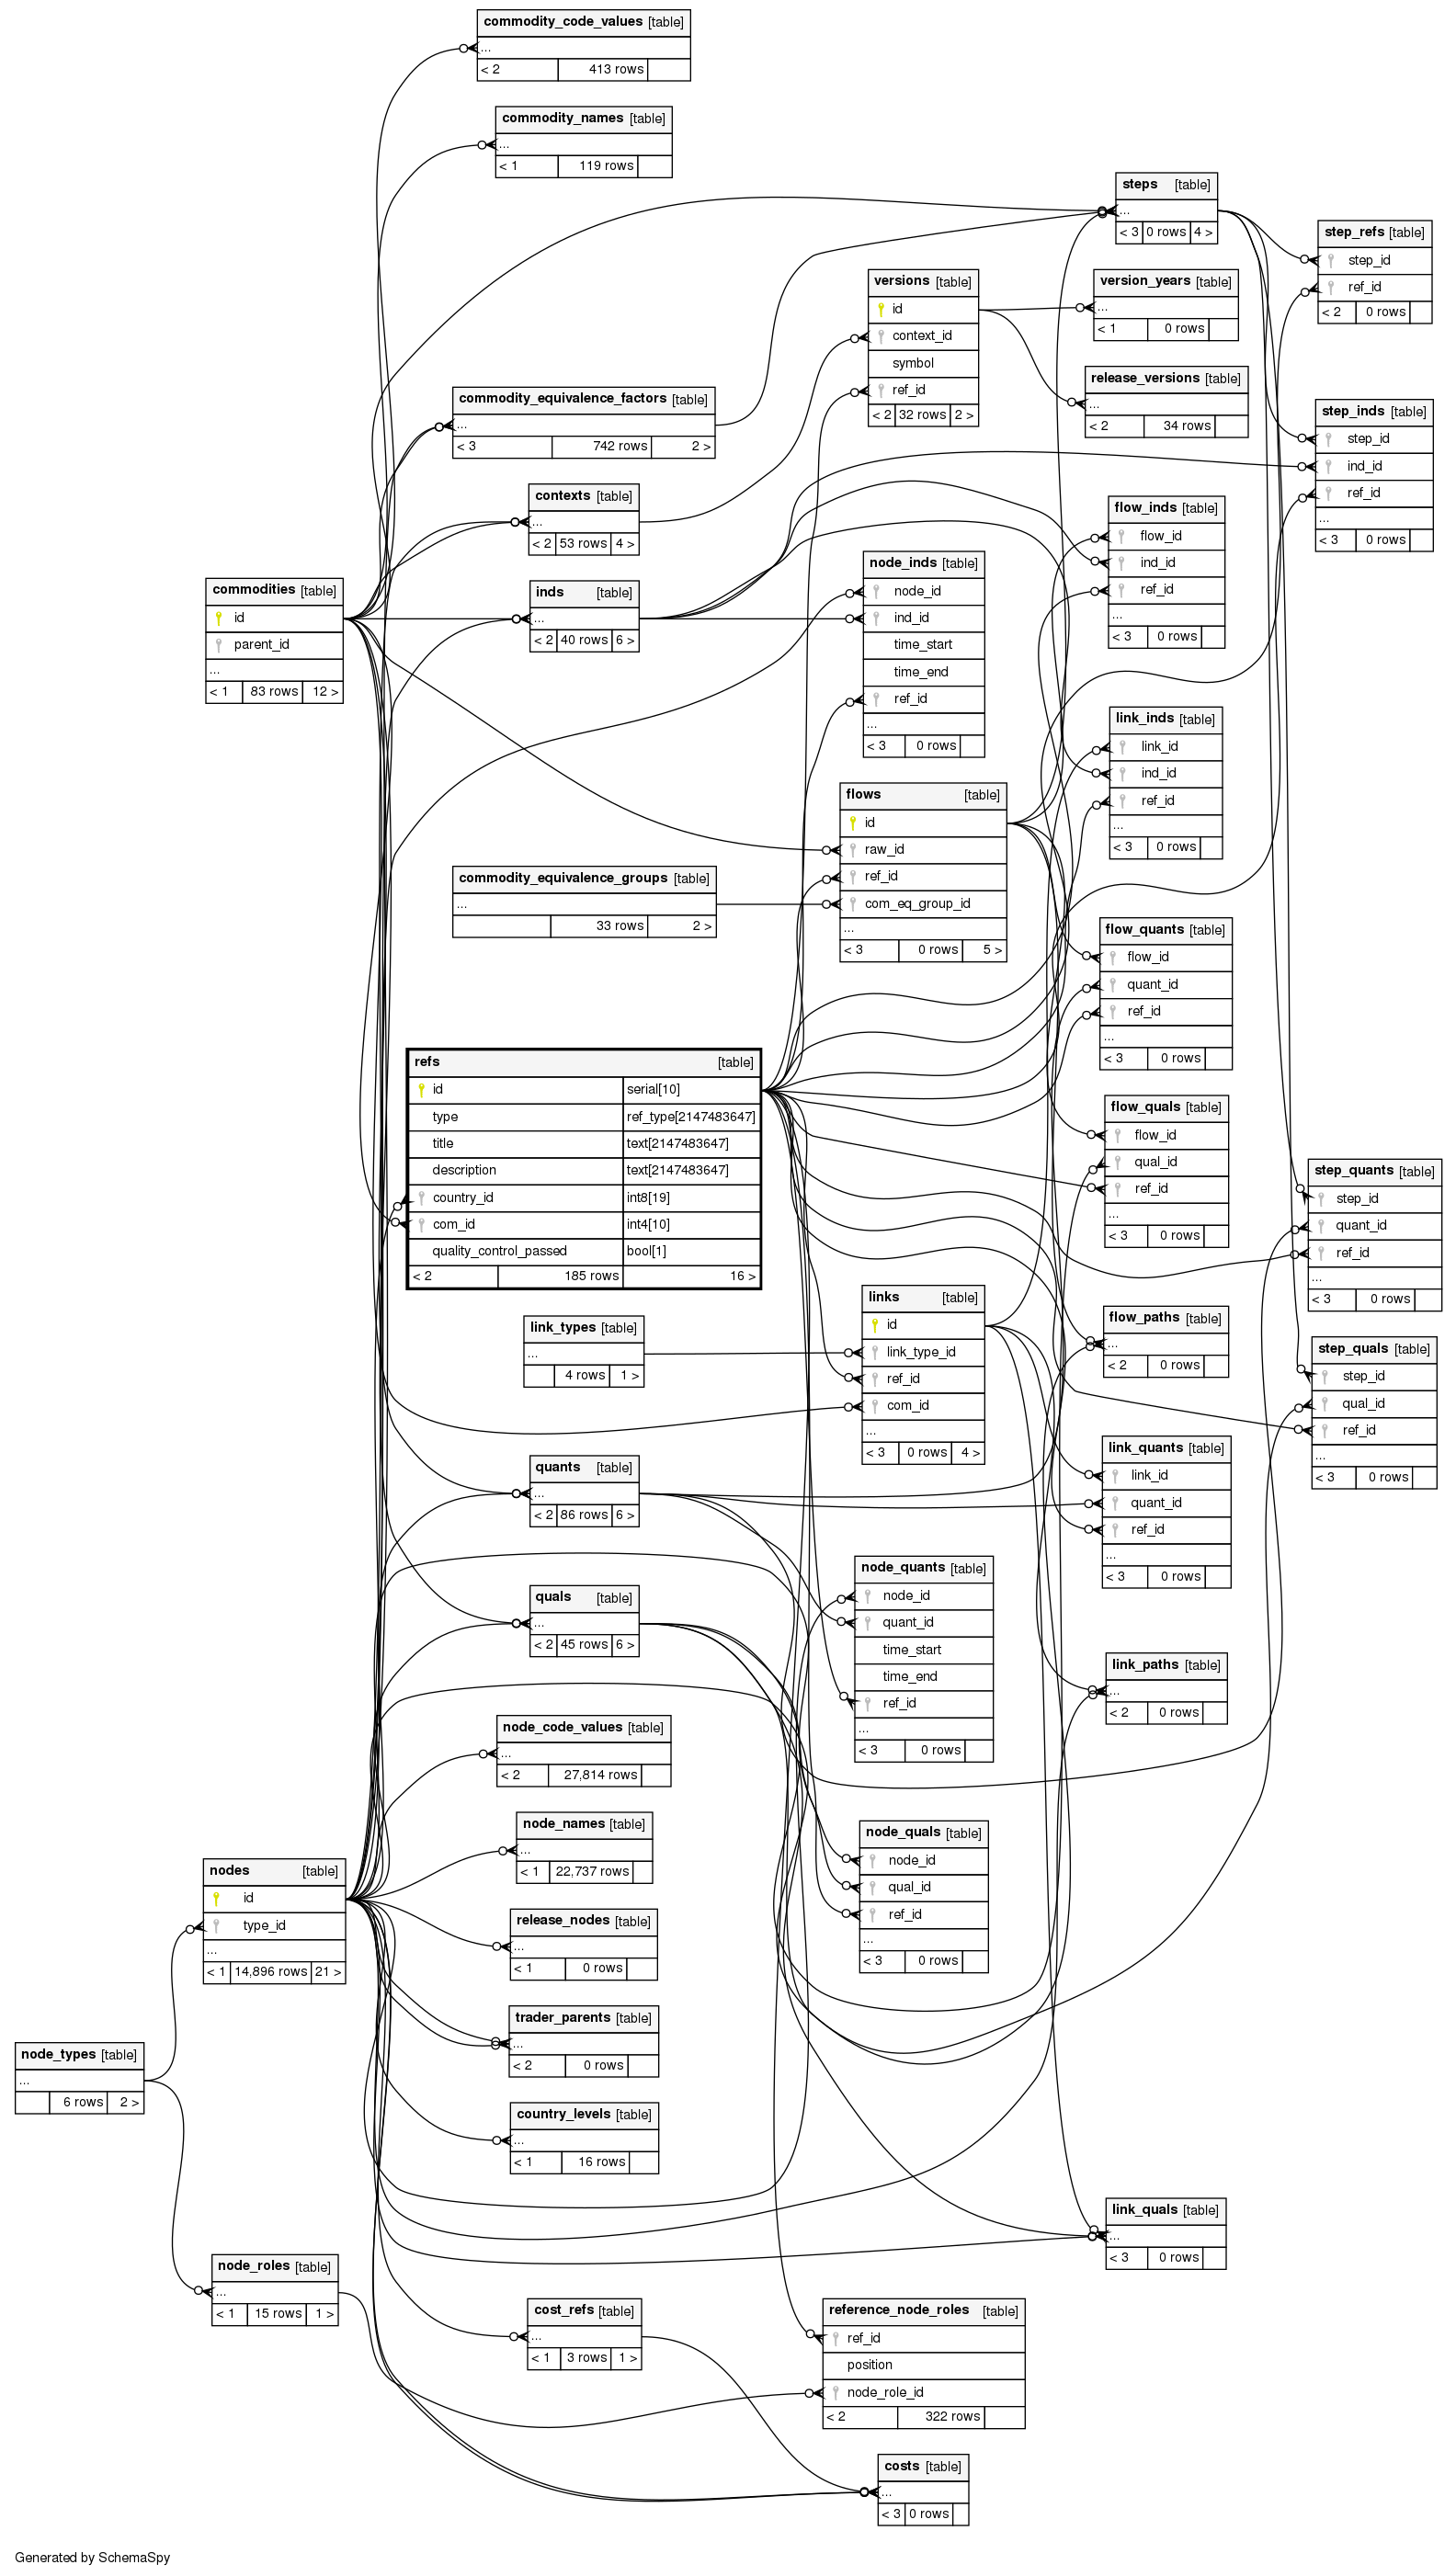 commodity_code_values [table]
...
< 2 413 rows
commodity_names [table]
...
< 1 119 rows
steps [table]
...
< 3 0 rows 4 >
step_refs [table]
step_id
ref_id
< 2 0 rows
versions [table]
id
context_id
symbol
ref_id
< 2 32 rows 2 >
version_years [table]
...
< 1 0 rows
release_versions [table]
...
< 2 34 rows
commodity_equivalence_factors [table]
...
< 3 742 rows 2 >
step_inds [table]
step_id
ind_id
ref_id
...
< 3 0 rows
contexts [table]
...
< 2 53 rows 4 >
flow_inds [table]
flow_id
ind_id
ref_id
...
< 3 0 rows
commodities [table]
id
parent_id
...
< 1 83 rows 12 >
inds [table]
...
< 2 40 rows 6 >
node_inds [table]
node_id
ind_id
time_start
time_end
ref_id
...
< 3 0 rows
link_inds [table]
link_id
ind_id
ref_id
...
< 3 0 rows
flows [table]
id
raw_id
ref_id
com_eq_group_id
...
< 3 0 rows 5 >
commodity_equivalence_groups [table]
...
33 rows 2 >
flow_quants [table]
flow_id
quant_id
ref_id
...
< 3 0 rows
refs [table]
id serial[10]
type ref_type[2147483647]
title text[2147483647]
description text[2147483647]
country_id int8[19]
com_id int4[10]
quality_control_passed bool[1]
< 2 185 rows 16 >
flow_quals [table]
flow_id
qual_id
ref_id
...
< 3 0 rows
step_quants [table]
step_id
quant_id
ref_id
...
< 3 0 rows
links [table]
id
link_type_id
ref_id
com_id
...
< 3 0 rows 4 >
link_types [table]
...
4 rows 1 >
flow_paths [table]
...
< 2 0 rows
step_quals [table]
step_id
qual_id
ref_id
...
< 3 0 rows
link_quants [table]
link_id
quant_id
ref_id
...
< 3 0 rows
quants [table]
...
< 2 86 rows 6 >
node_quants [table]
node_id
quant_id
time_start
time_end
ref_id
...
< 3 0 rows
quals [table]
...
< 2 45 rows 6 >
link_paths [table]
...
< 2 0 rows
node_code_values [table]
...
< 2 27,814 rows
node_names [table]
...
< 1 22,737 rows
node_quals [table]
node_id
qual_id
ref_id
...
< 3 0 rows
nodes [table]
id
type_id
...
< 1 14,896 rows 21 >
release_nodes [table]
...
< 1 0 rows
trader_parents [table]
...
< 2 0 rows
node_types [table]
...
6 rows 2 >
country_levels [table]
...
< 1 16 rows
link_quals [table]
...
< 3 0 rows
node_roles [table]
...
< 1 15 rows 1 >
cost_refs [table]
...
< 1 3 rows 1 >
reference_node_roles [table]
ref_id
position
node_role_id
< 2 322 rows
costs [table]
...
< 3 0 rows
Generated by SchemaSpy